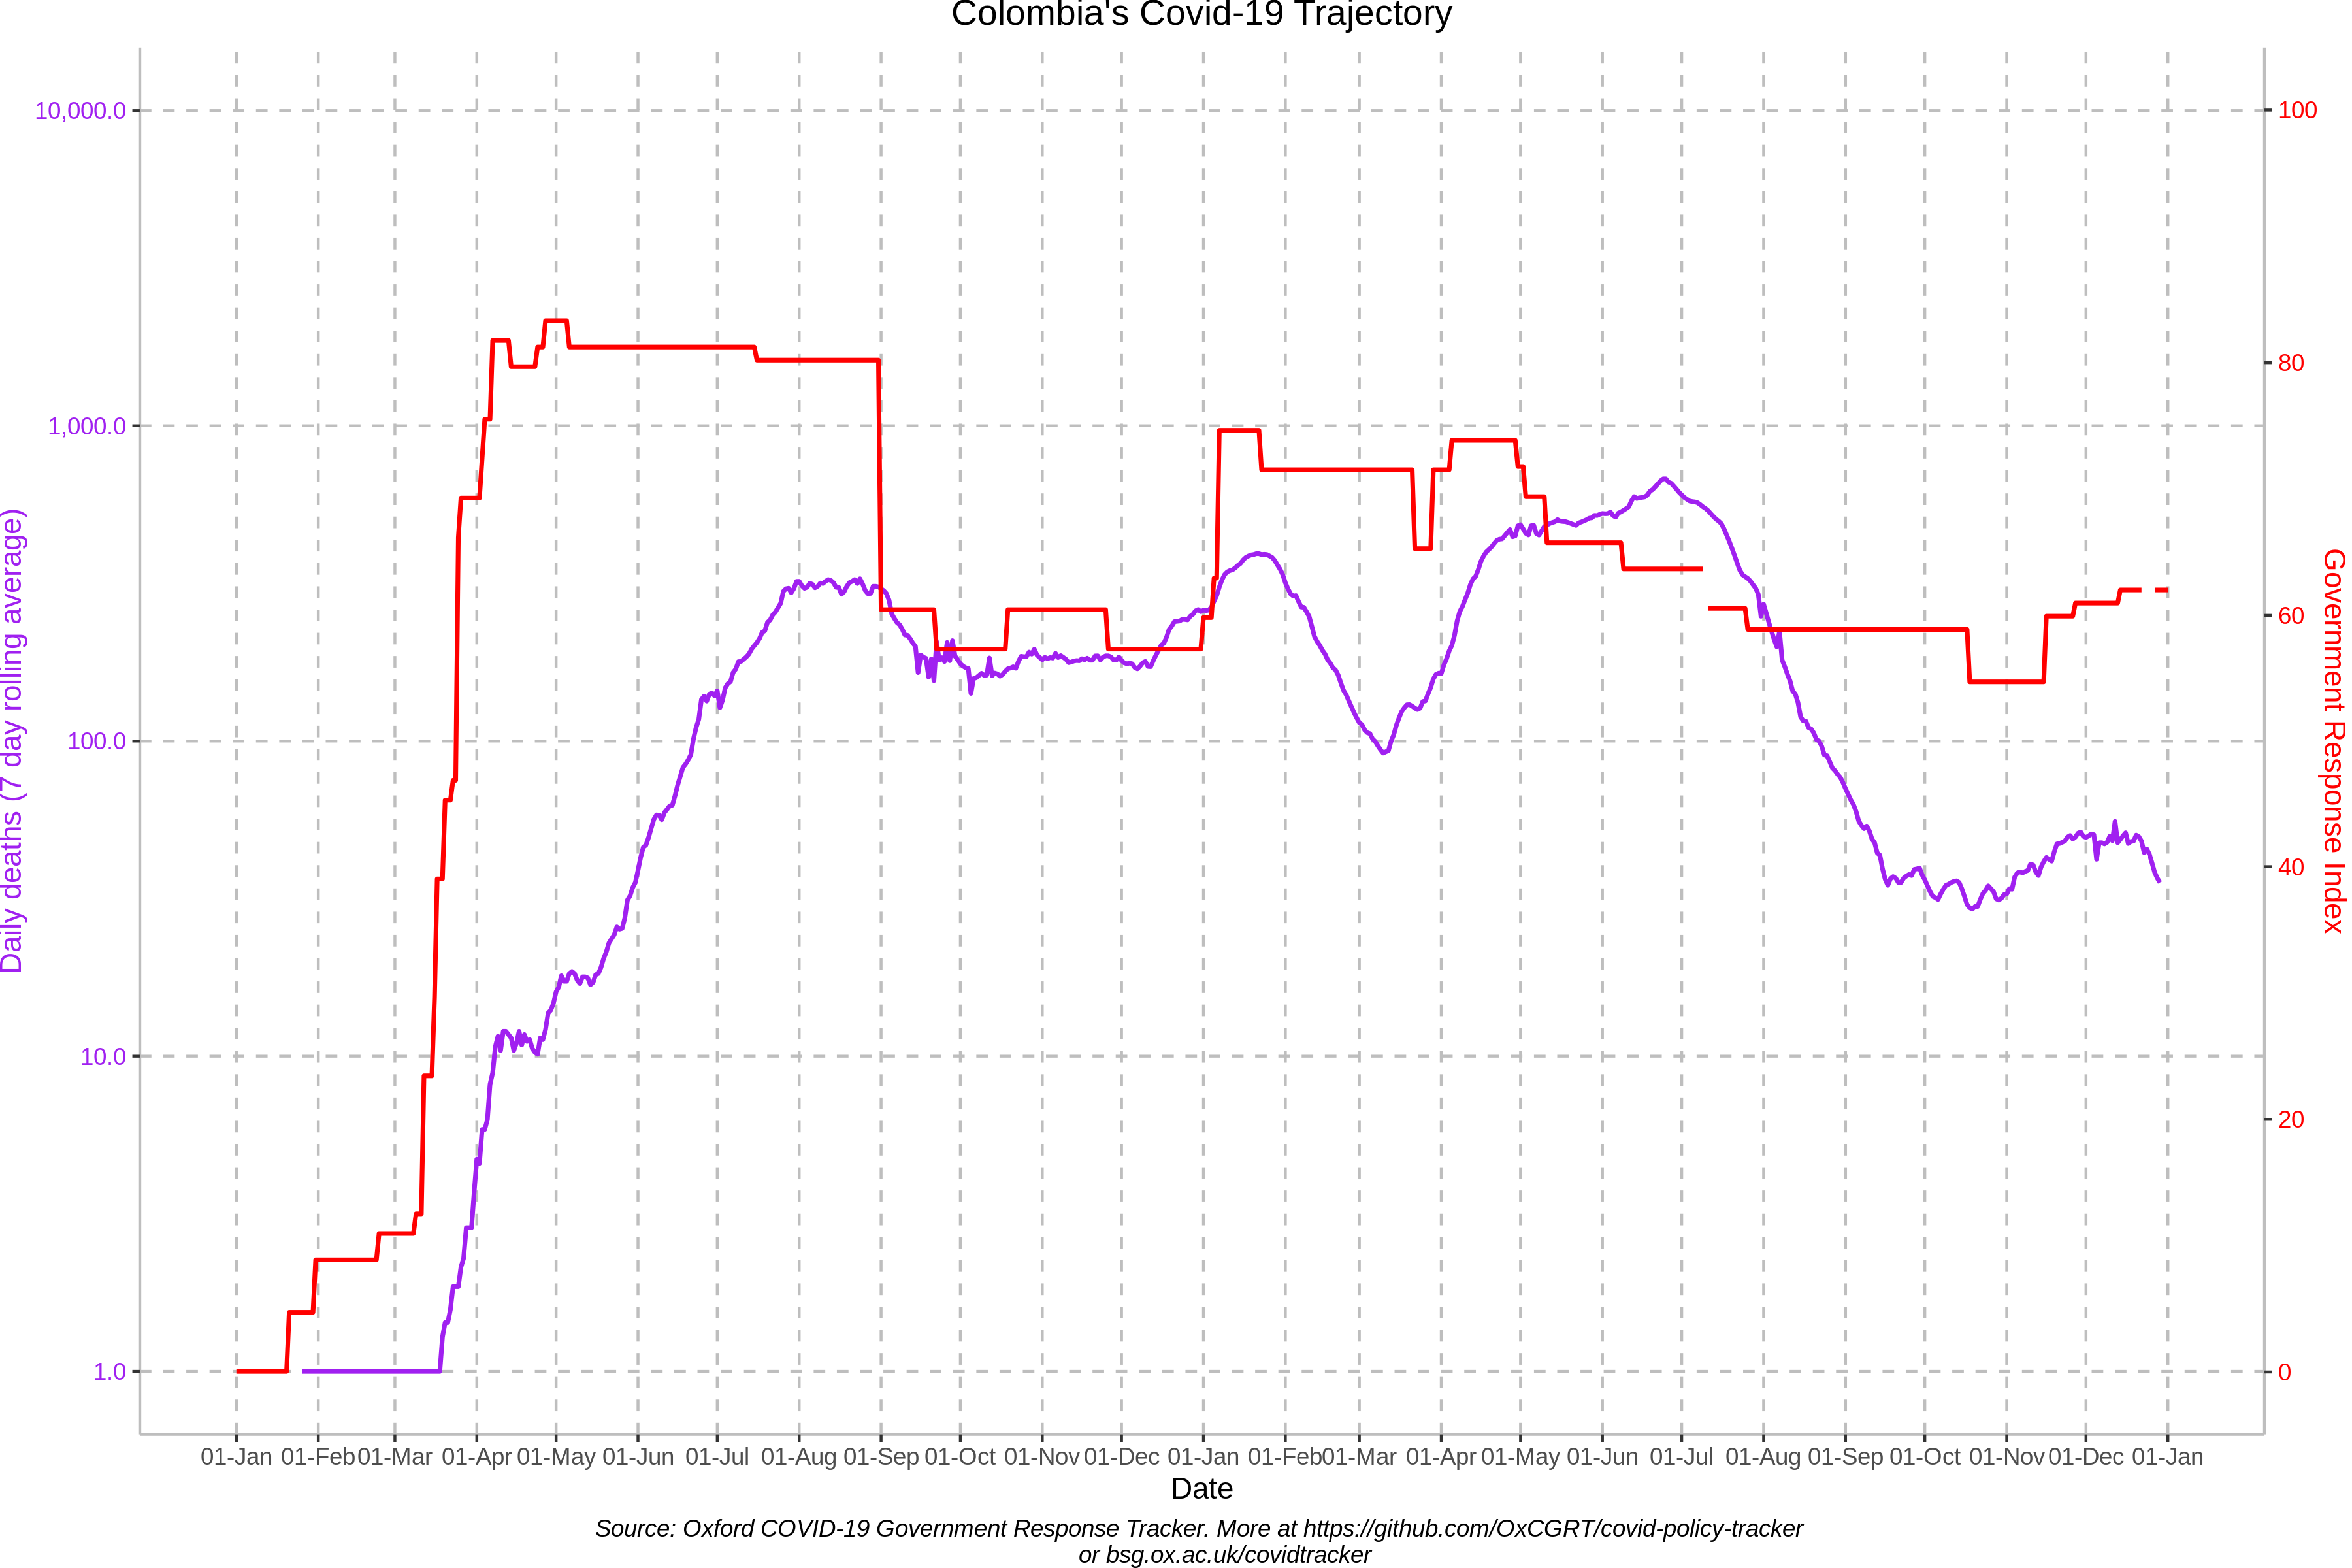 Colombia's Covid-19 Trajectory
10,000.0
1,000.0
100.0
10.0
1.0
Daily deaths (7 day rolling average)
100
80
60
40
20
0
Government Response Index
01-Jan 01-Feb 01-Mar 01-Apr 01-May 01-Jun 01-Jul 01-Aug 01-Sep 01-Oct 01-Nov 01-Dec 01-Jan 01-Feb 01-Mar 01-Apr 01-May 01-Jun 01-Jul 01-Aug 01-Sep 01-Oct 01-Nov 01-Dec 01-Jan
Date
Source: Oxford COVID-19 Government Response Tracker. More at https://github.com/OxCGRT/covid-policy-tracker
or bsg.ox.ac.uk/covidtracker